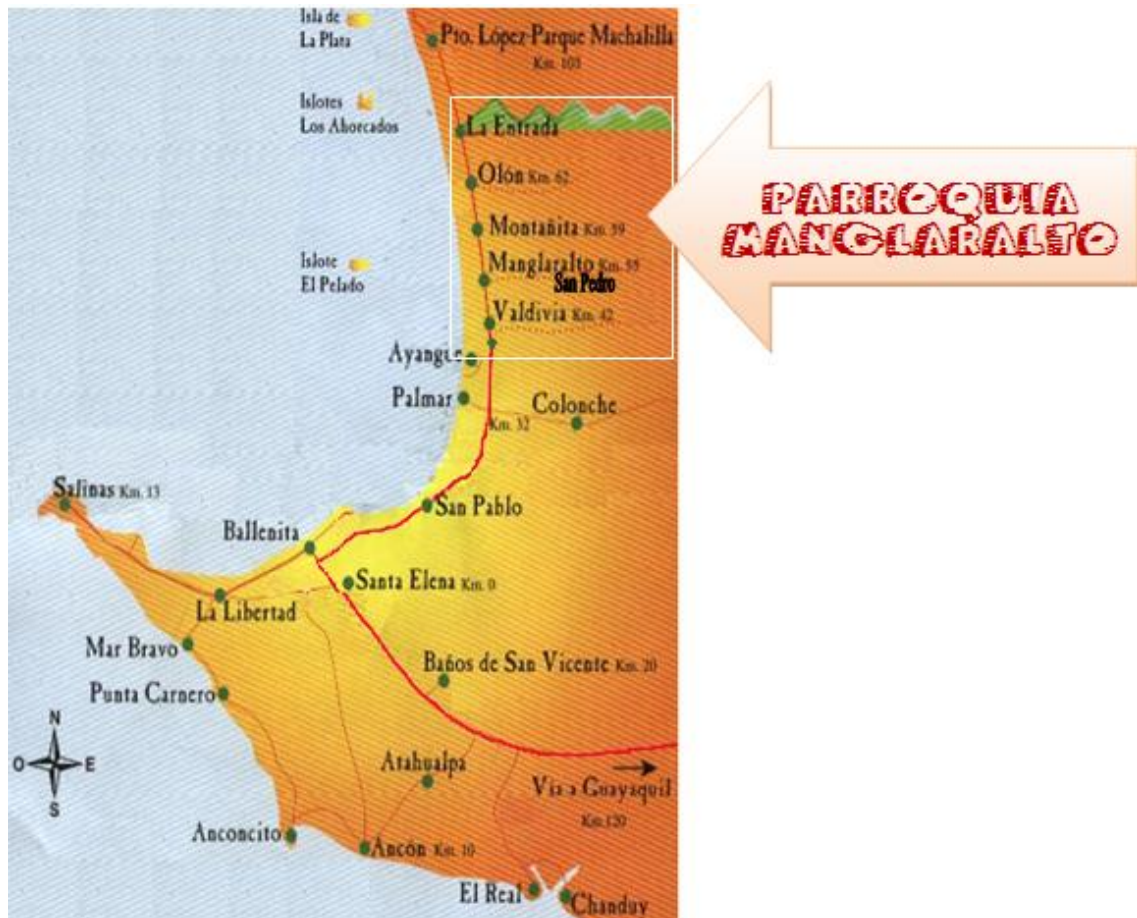 Isla de
La Plata
Pto. López-Parque Machalilla
Km. 103
Islotes
Los Ahorcados
La Entrada
Olón Km. 62
PARROQUIA
MANGLARALTO
Montañita Km. 59
Islote
El Pelado
Manglaralto Km. 55
San Pedro
Valdivia Km. 42
Ayangue
Palmar
Colonche
Km. 32
Salinas Km. 13
San Pablo
Ballenita
Santa Elena Km. 0
La Libertad
Mar Bravo
Baños de San Vicente Km. 20
Punta Carnero
N
O E
S
Atahualpa
Vía a Guayaquil
Km.120
Anconcito
Ancón Km. 10
El Real
Chanduy